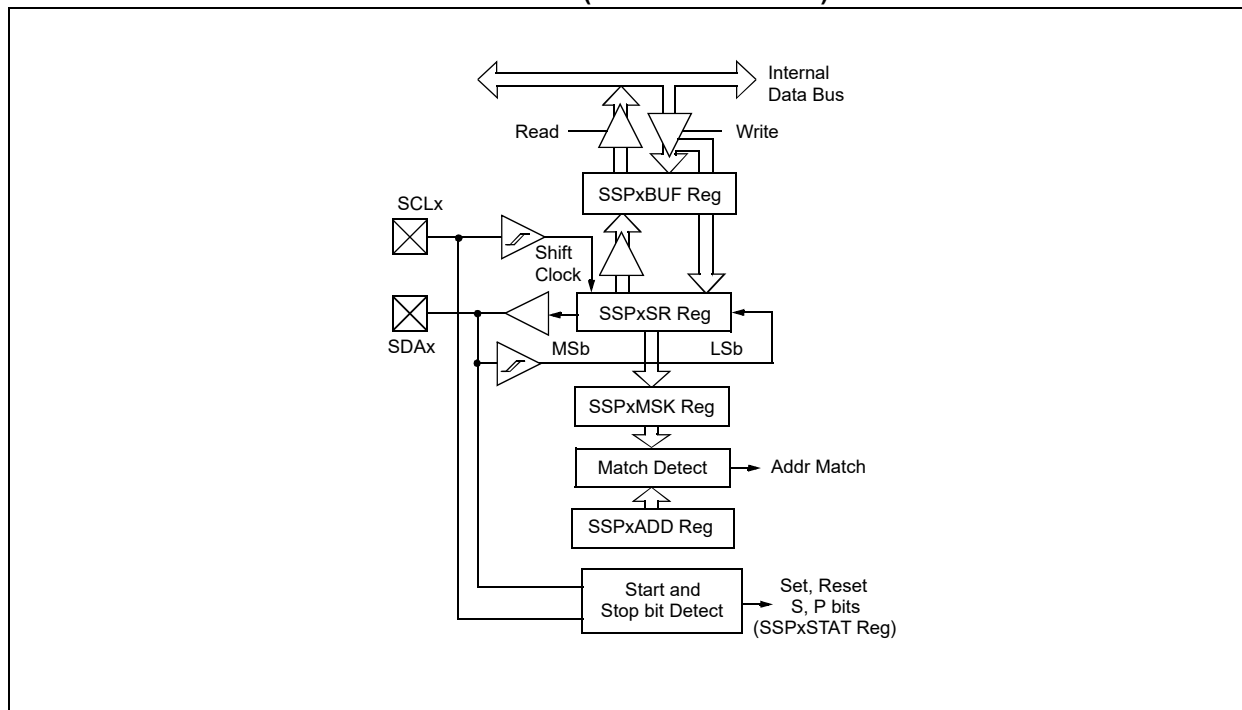 Internal
Data Bus
Read
Write
SSPxBUF Reg
SCLx
Shift
Clock
SSPxSR Reg
SDAx
MSb
LSb
SSPxMSK Reg
Match Detect
Addr Match
SSPxADD Reg
Start and
Stop bit Detect
Set, Reset
S, P bits
(SSPxSTAT Reg)